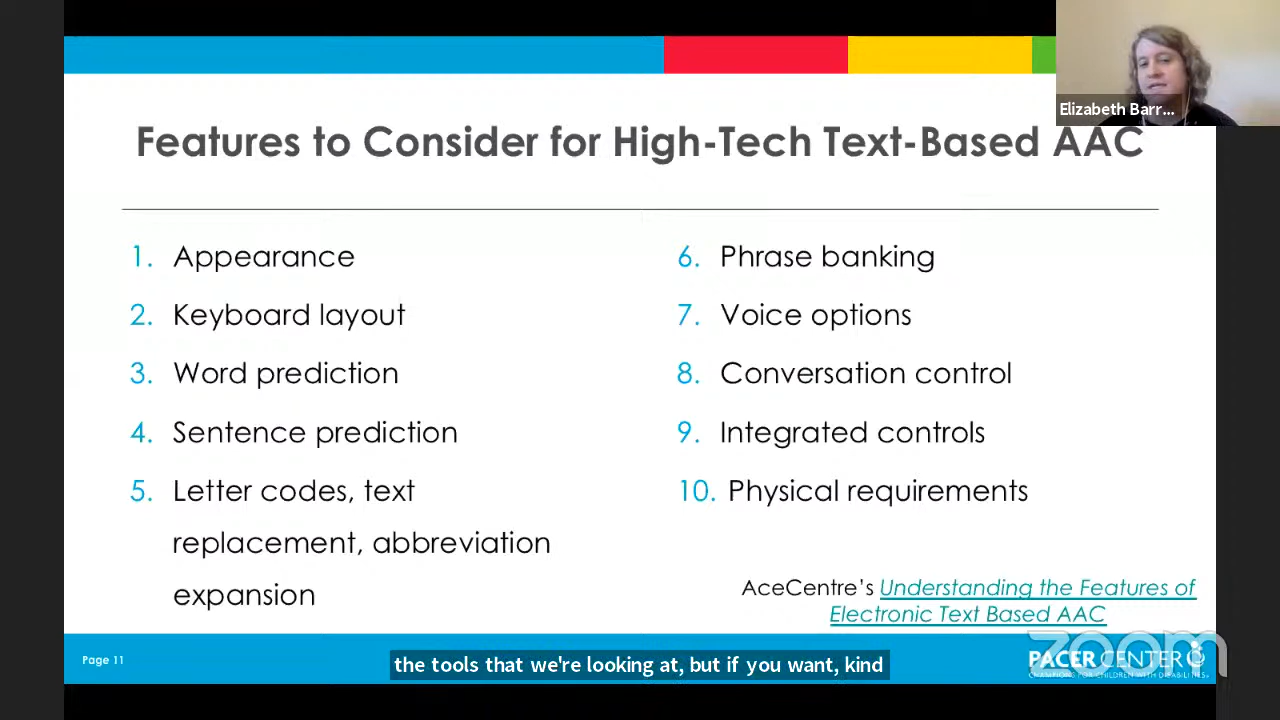 Elizabeth Barr...
Features to Consider for High-Tech Text-Based AAC
1. Appearance
2. Keyboard layout
3. Word prediction
4. Sentence prediction
5. Letter codes, text
replacement, abbreviation
expansion
6. Phrase banking
7. Voice options
8. Conversation control
9. Integrated controls
10. Physical requirements
AceCentre’s Understanding the Features of
Electronic Text Based AAC
Page 11
the tools that we're looking at, but if you want, kind
zoom
PACER CENTER
CHAMPIONS FOR CHILDREN WITH DISABILITIES